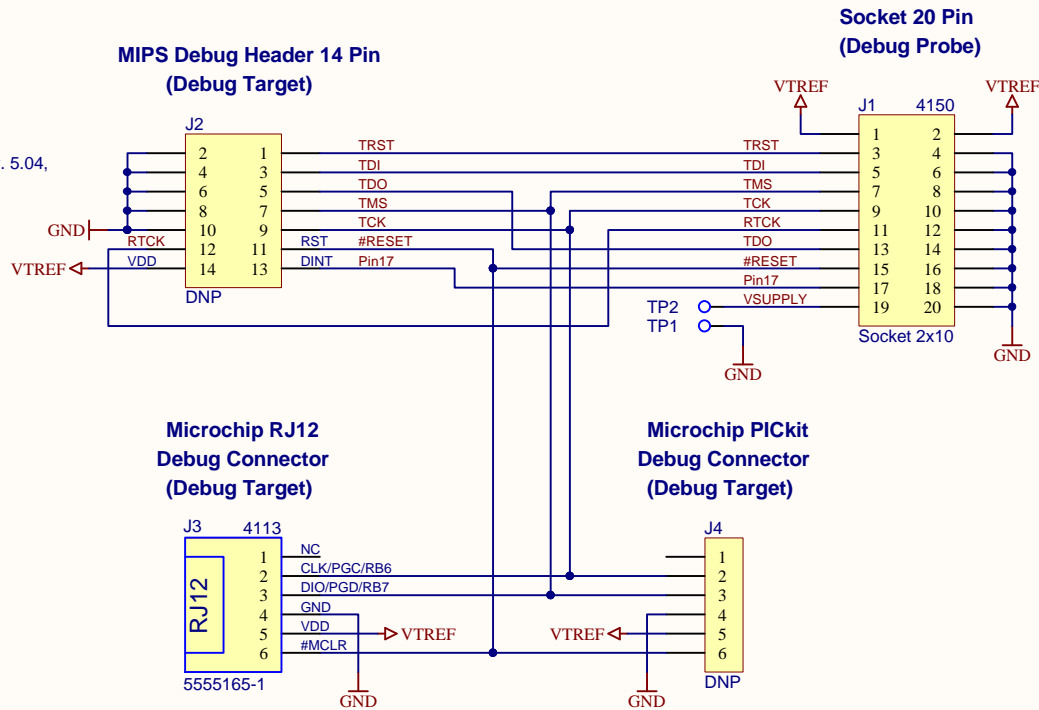 Socket 20 Pin
(Debug Probe)
MIPS Debug Header 14 Pin
(Debug Target)
. 5.04,
VTREF
VTREF
J1 4150
1 2
3 4
5 6
7 8
9 10
11 12
13 14
15 16
17 18
19 20
Socket 2x10
TRST
TDI
TMS
TCK
RTCK
TDO
#RESET
Pin17
VSUPPLY
GND
J2
2 1
4 3
6 5
8 7
10 9
12 11
14 13
DNP
TRST
TDI
TDO
TMS
TCK
RST #RESET
DINT Pin17
GND
RTCK
VTREF VDD
TP2
TP1
GND
Microchip RJ12
Debug Connector
(Debug Target)
J3 4113
RJ12
1 NC
2 CLK/PGC/RB6
3 DIO/PGD/RB7
4 GND
5 VDD
6 #MCLR
VTREF
5555165-1
GND
Microchip PICkit
Debug Connector
(Debug Target)
J4
1
2
3
4
5
6
VTREF
DNP
GND